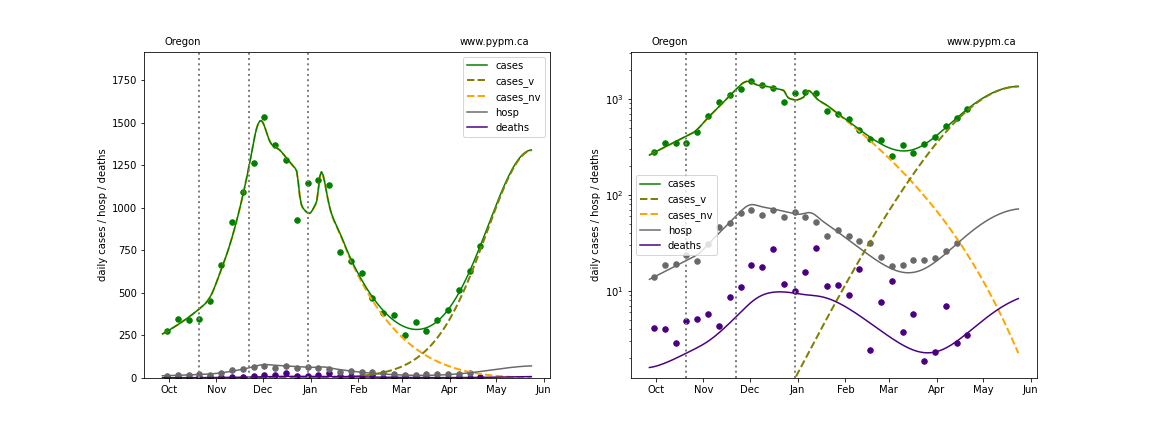 Oregon www.pypm.ca
daily cases / hosp / deaths
1750
1500
1250
1000
750
500
250
0
cases
cases_v
cases_nv
hosp
deaths
Oct Nov Dec Jan Feb Mar Apr May Jun
Oregon www.pypm.ca
daily cases / hosp / deaths
10³
10²
10¹
cases
cases_v
cases_nv
hosp
deaths
Oct Nov Dec Jan Feb Mar Apr May Jun